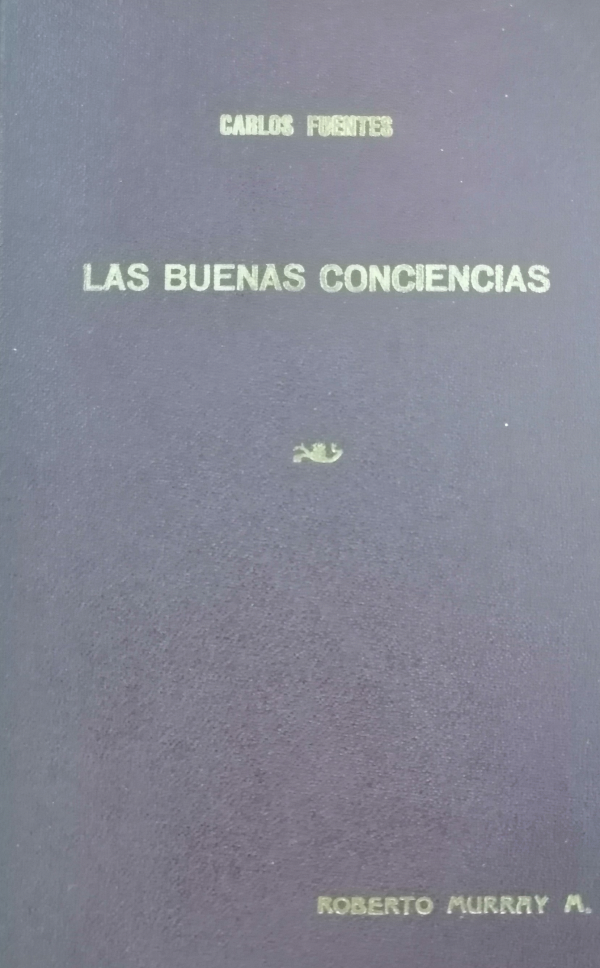 CARLOS FUENTES
LAS BUENAS CONCIENCIAS
ROBERTO MURRAY M.